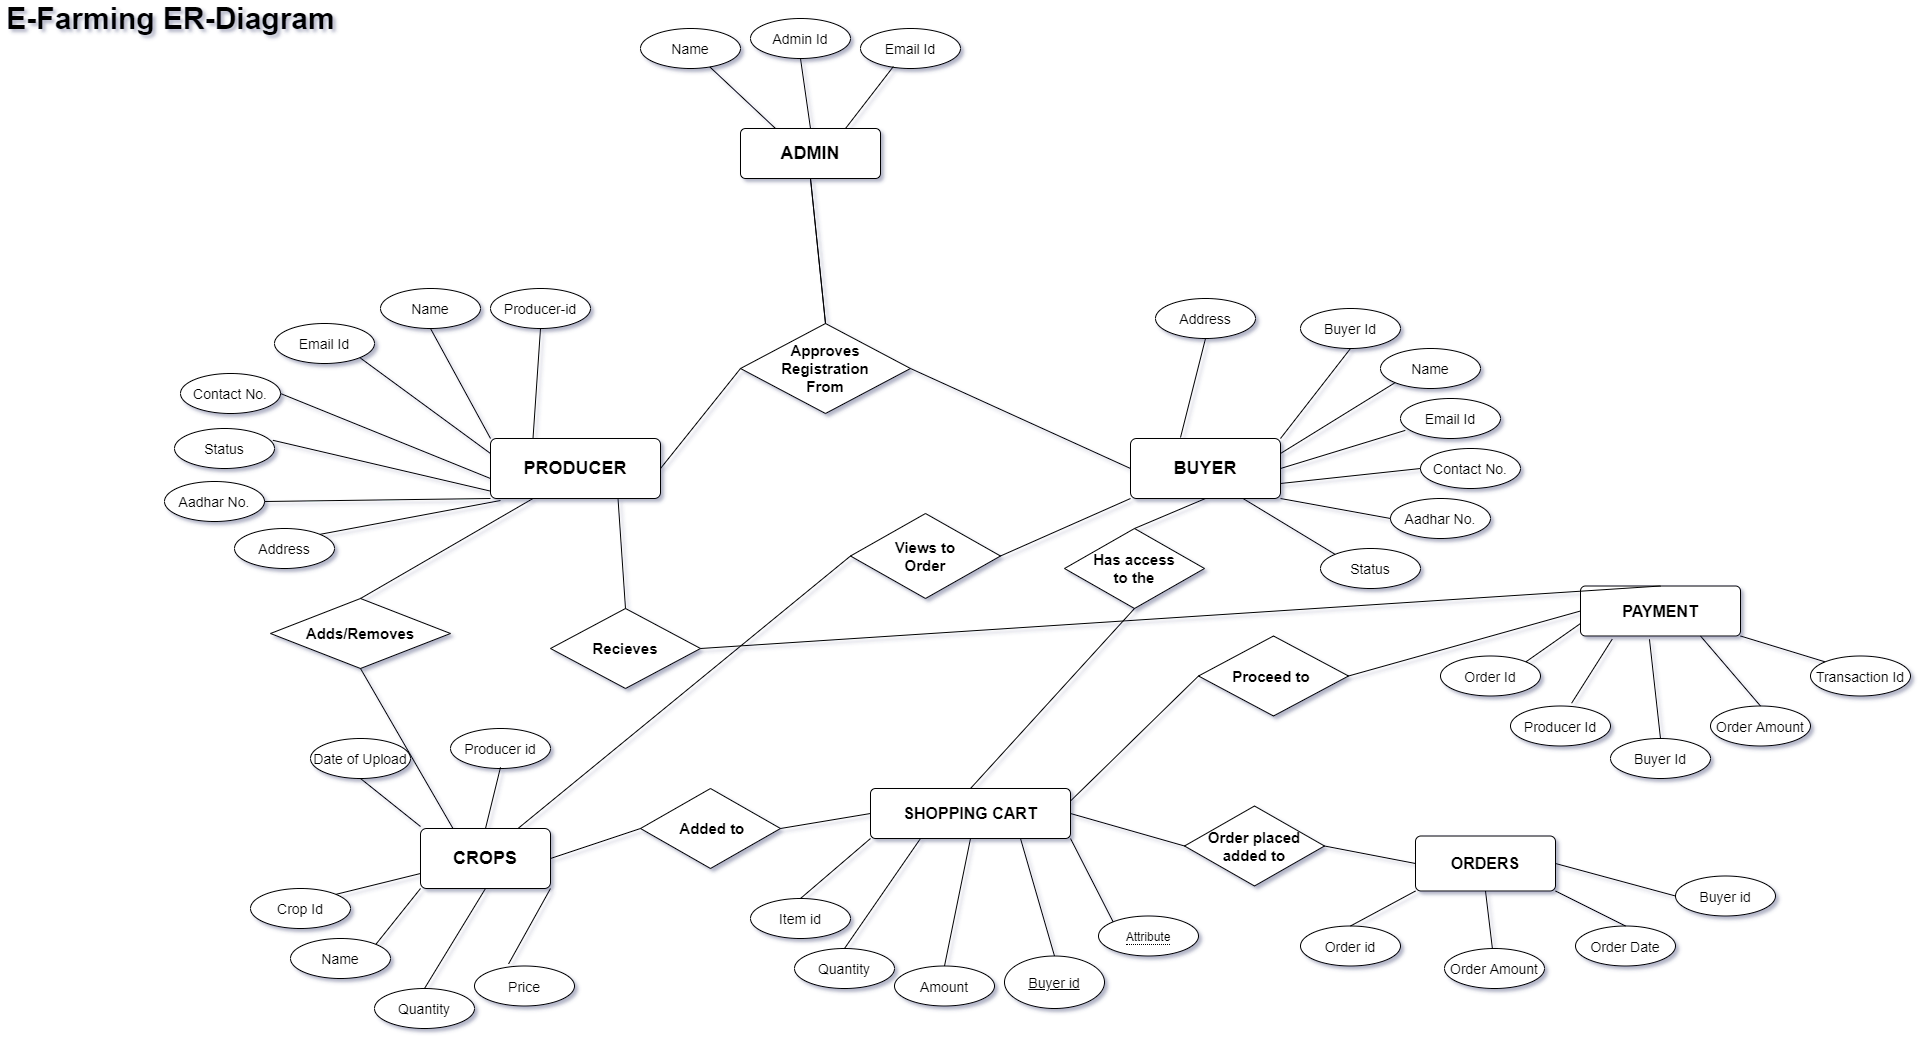 E-Farming ER-Diagram
Name
Admin Id
Email Id
ADMIN
Approves
Registration
From
Producer-id
Name
Email Id
Contact No.
Status
Aadhar No.
Address
PRODUCER
Address
Buyer Id
Name
Email Id
Contact No.
Aadhar No.
Status
BUYER
Views to
Order
Has access
to the
Adds/Removes
Recieves
Proceed to
PAYMENT
Order Id
Producer Id
Buyer Id
Order Amount
Transaction Id
Date of Upload
Producer id
CROPS
Crop Id
Name
Quantity
Price
Added to
SHOPPING CART
Item id
Quantity
Amount
Buyer id
Attribute
Order placed
added to
ORDERS
Order id
Order Amount
Order Date
Buyer id